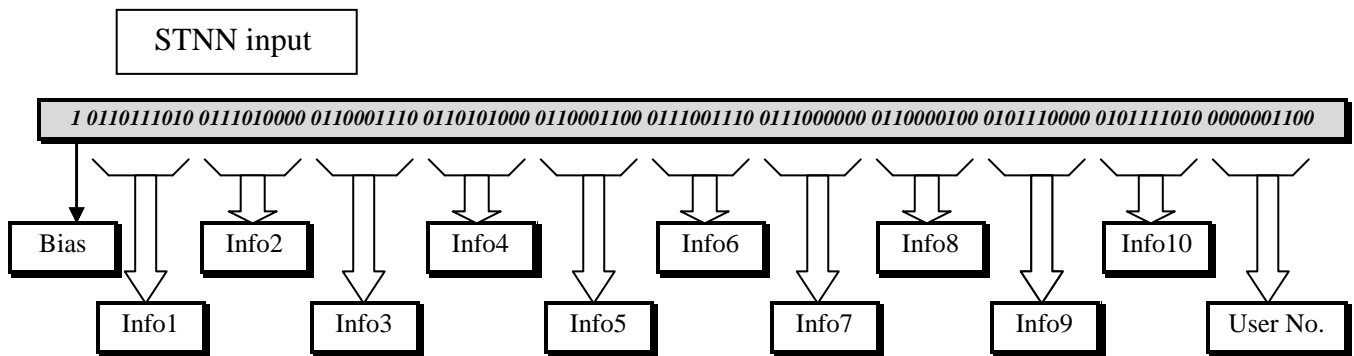 STNN input
1 0110111010 0111010000 0110001110 0110101000 0110001100 0111001110 0111000000 0110000100 0101110000 0101111010 0000001100
Bias Info2 Info4 Info6 Info8 Info10
Info1 Info3 Info5 Info7 Info9 User No.